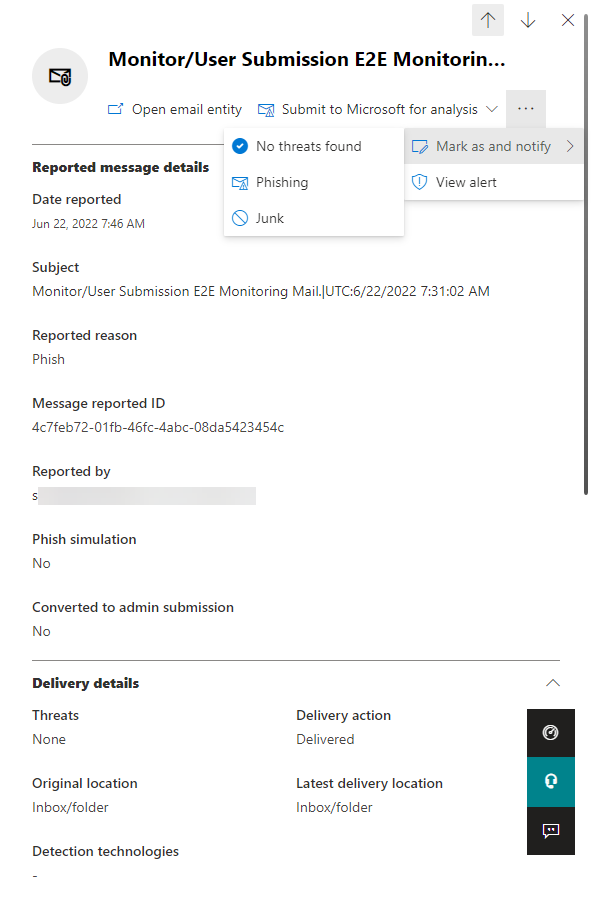 Monitor/User Submission E2E Monitorin...
Open email entity
Submit to Microsoft for analysis
...
No threats found
Phishing
Junk
Mark as and notify
View alert
Reported message details
Date reported
Jun 22, 2022 7:46 AM
Subject
Monitor/User Submission E2E Monitoring Mail.|UTC:6/22/2022 7:31:02 AM
Reported reason
Phish
Message reported ID
4c7feb72-01fb-46fc-4abc-08da5423454c
Reported by
s
Phish simulation
No
Converted to admin submission
No
Delivery details
Threats
None
Delivery action
Delivered
Original location
Inbox/folder
Latest delivery location
Inbox/folder
Detection technologies
-